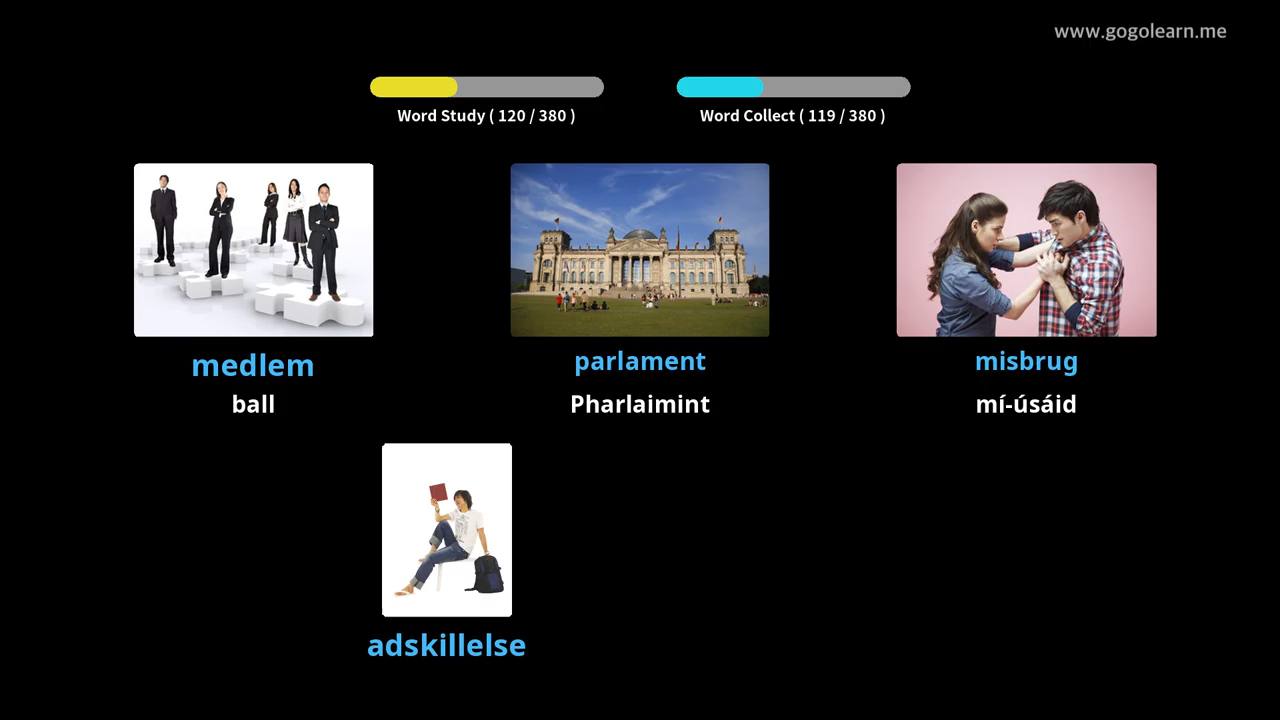 www.gogolearn.me
Word Study ( 120 / 380 )
Word Collect ( 119 / 380 )
medlem
ball
parlament
Pharlaimint
misbrug
mí-úsáid
adskillelse